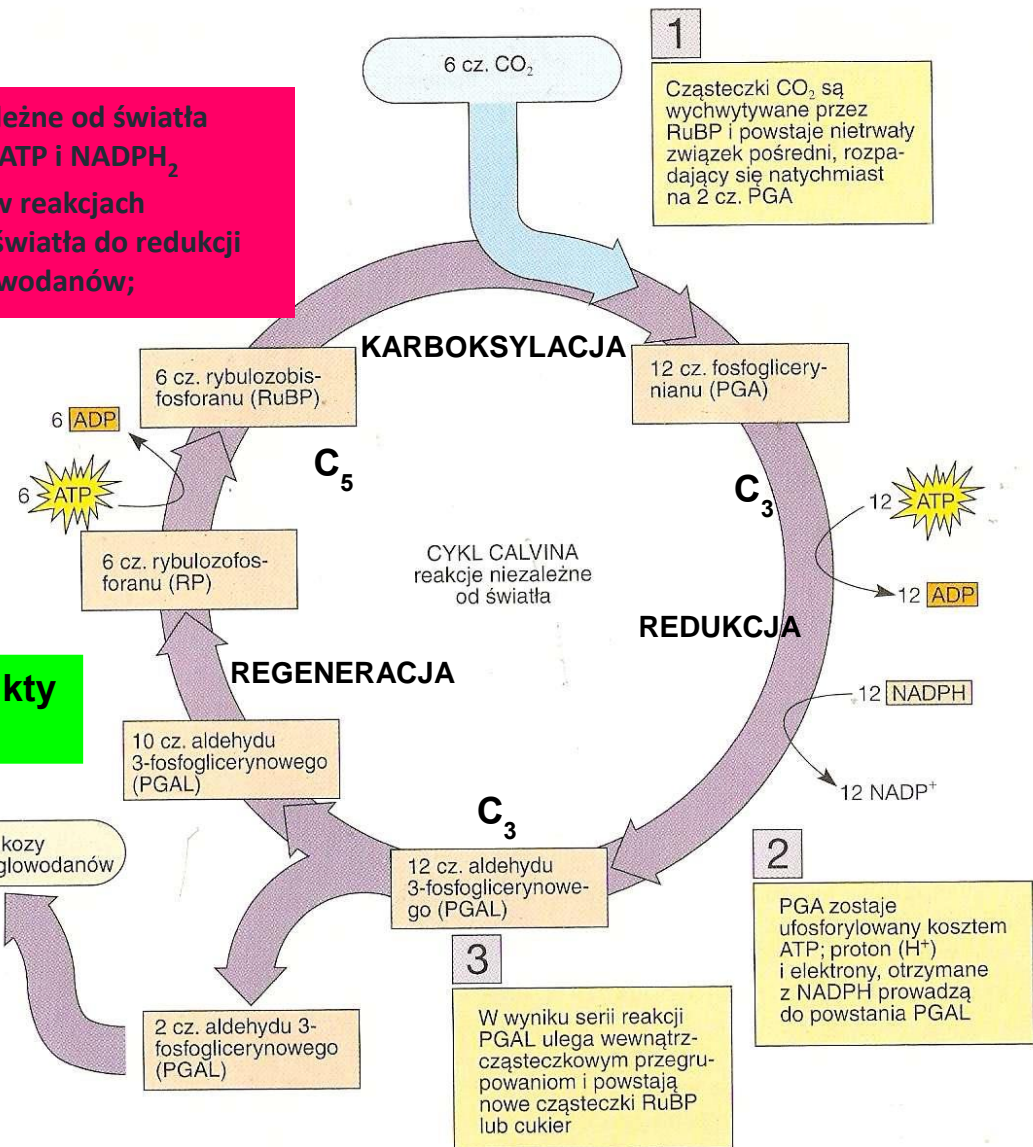 6 cz. CO₂
1
Cząsteczki CO₂ są
wychwytywane przez
RuBP i powstaje nietrwały
związek pośredni, rozpa-
dający się natychmiast
na 2 cz. PGA
leżne od światła
ATP i NADPH₂
w reakcjach
światła do redukcji
wodanów;
KARBOKSYLACJA
6 cz. rybulozobis-
fosforanu (RuBP)
12 cz. fosfoglicery-
nianu (PGA)
6 ADP
6 ATP
C₅
C₃
12 ATP
12 ADP
6 cz. rybulozofos-
foranu (RP)
CYKL CALVINA
reakcje niezależne
od światła
REDUKCJA
REGENERACJA
kty
12 NADPH
12 NADP⁺
10 cz. aldehydu
3-fosfoglicerynowego
(PGAL)
C₃
kozy
glowodanów
12 cz. aldehydu
3-fosfoglicerynowe-
go (PGAL)
2
PGA zostaje
ufosforylowany kosztem
ATP; proton (H⁺)
i elektrony, otrzymane
z NADPH prowadzą
do powstania PGAL
3
W wyniku serii reakcji
PGAL ulega wewnątrz-
cząsteczkowym przegru-
powaniom i powstają
nowe cząsteczki RuBP
lub cukier
2 cz. aldehydu 3-
fosfoglicerynowego
(PGAL)